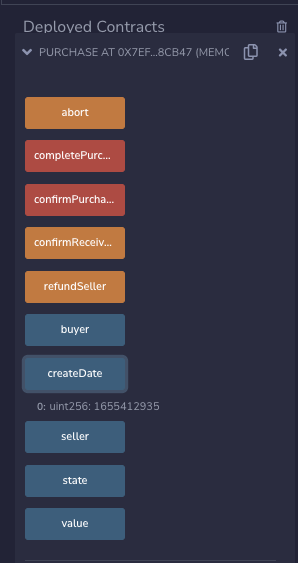 Deployed Contracts
PURCHASE AT 0X7EF...8CB47 (MEMC
abort
completePurc...
confirmPurcha...
confirmReceiv...
refundSeller
buyer
createDate
0: uint256: 1655412935
seller
state
value